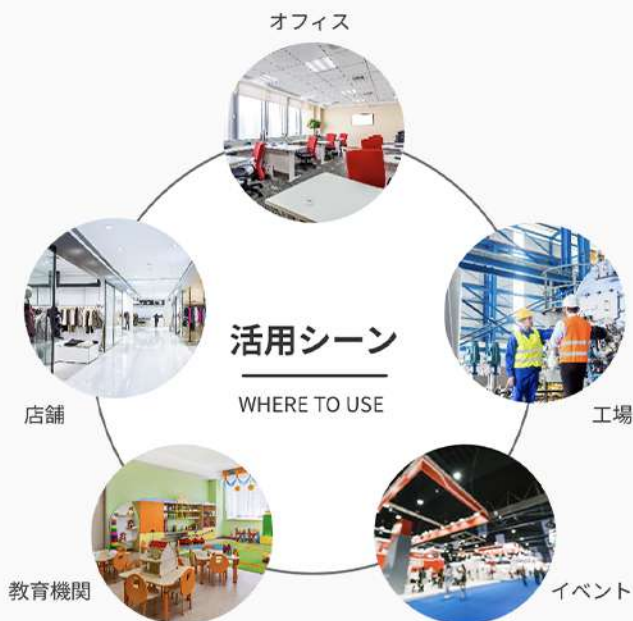 オフィス
活用シーン
WHERE TO USE
店舗
工場
教育機関
イベント